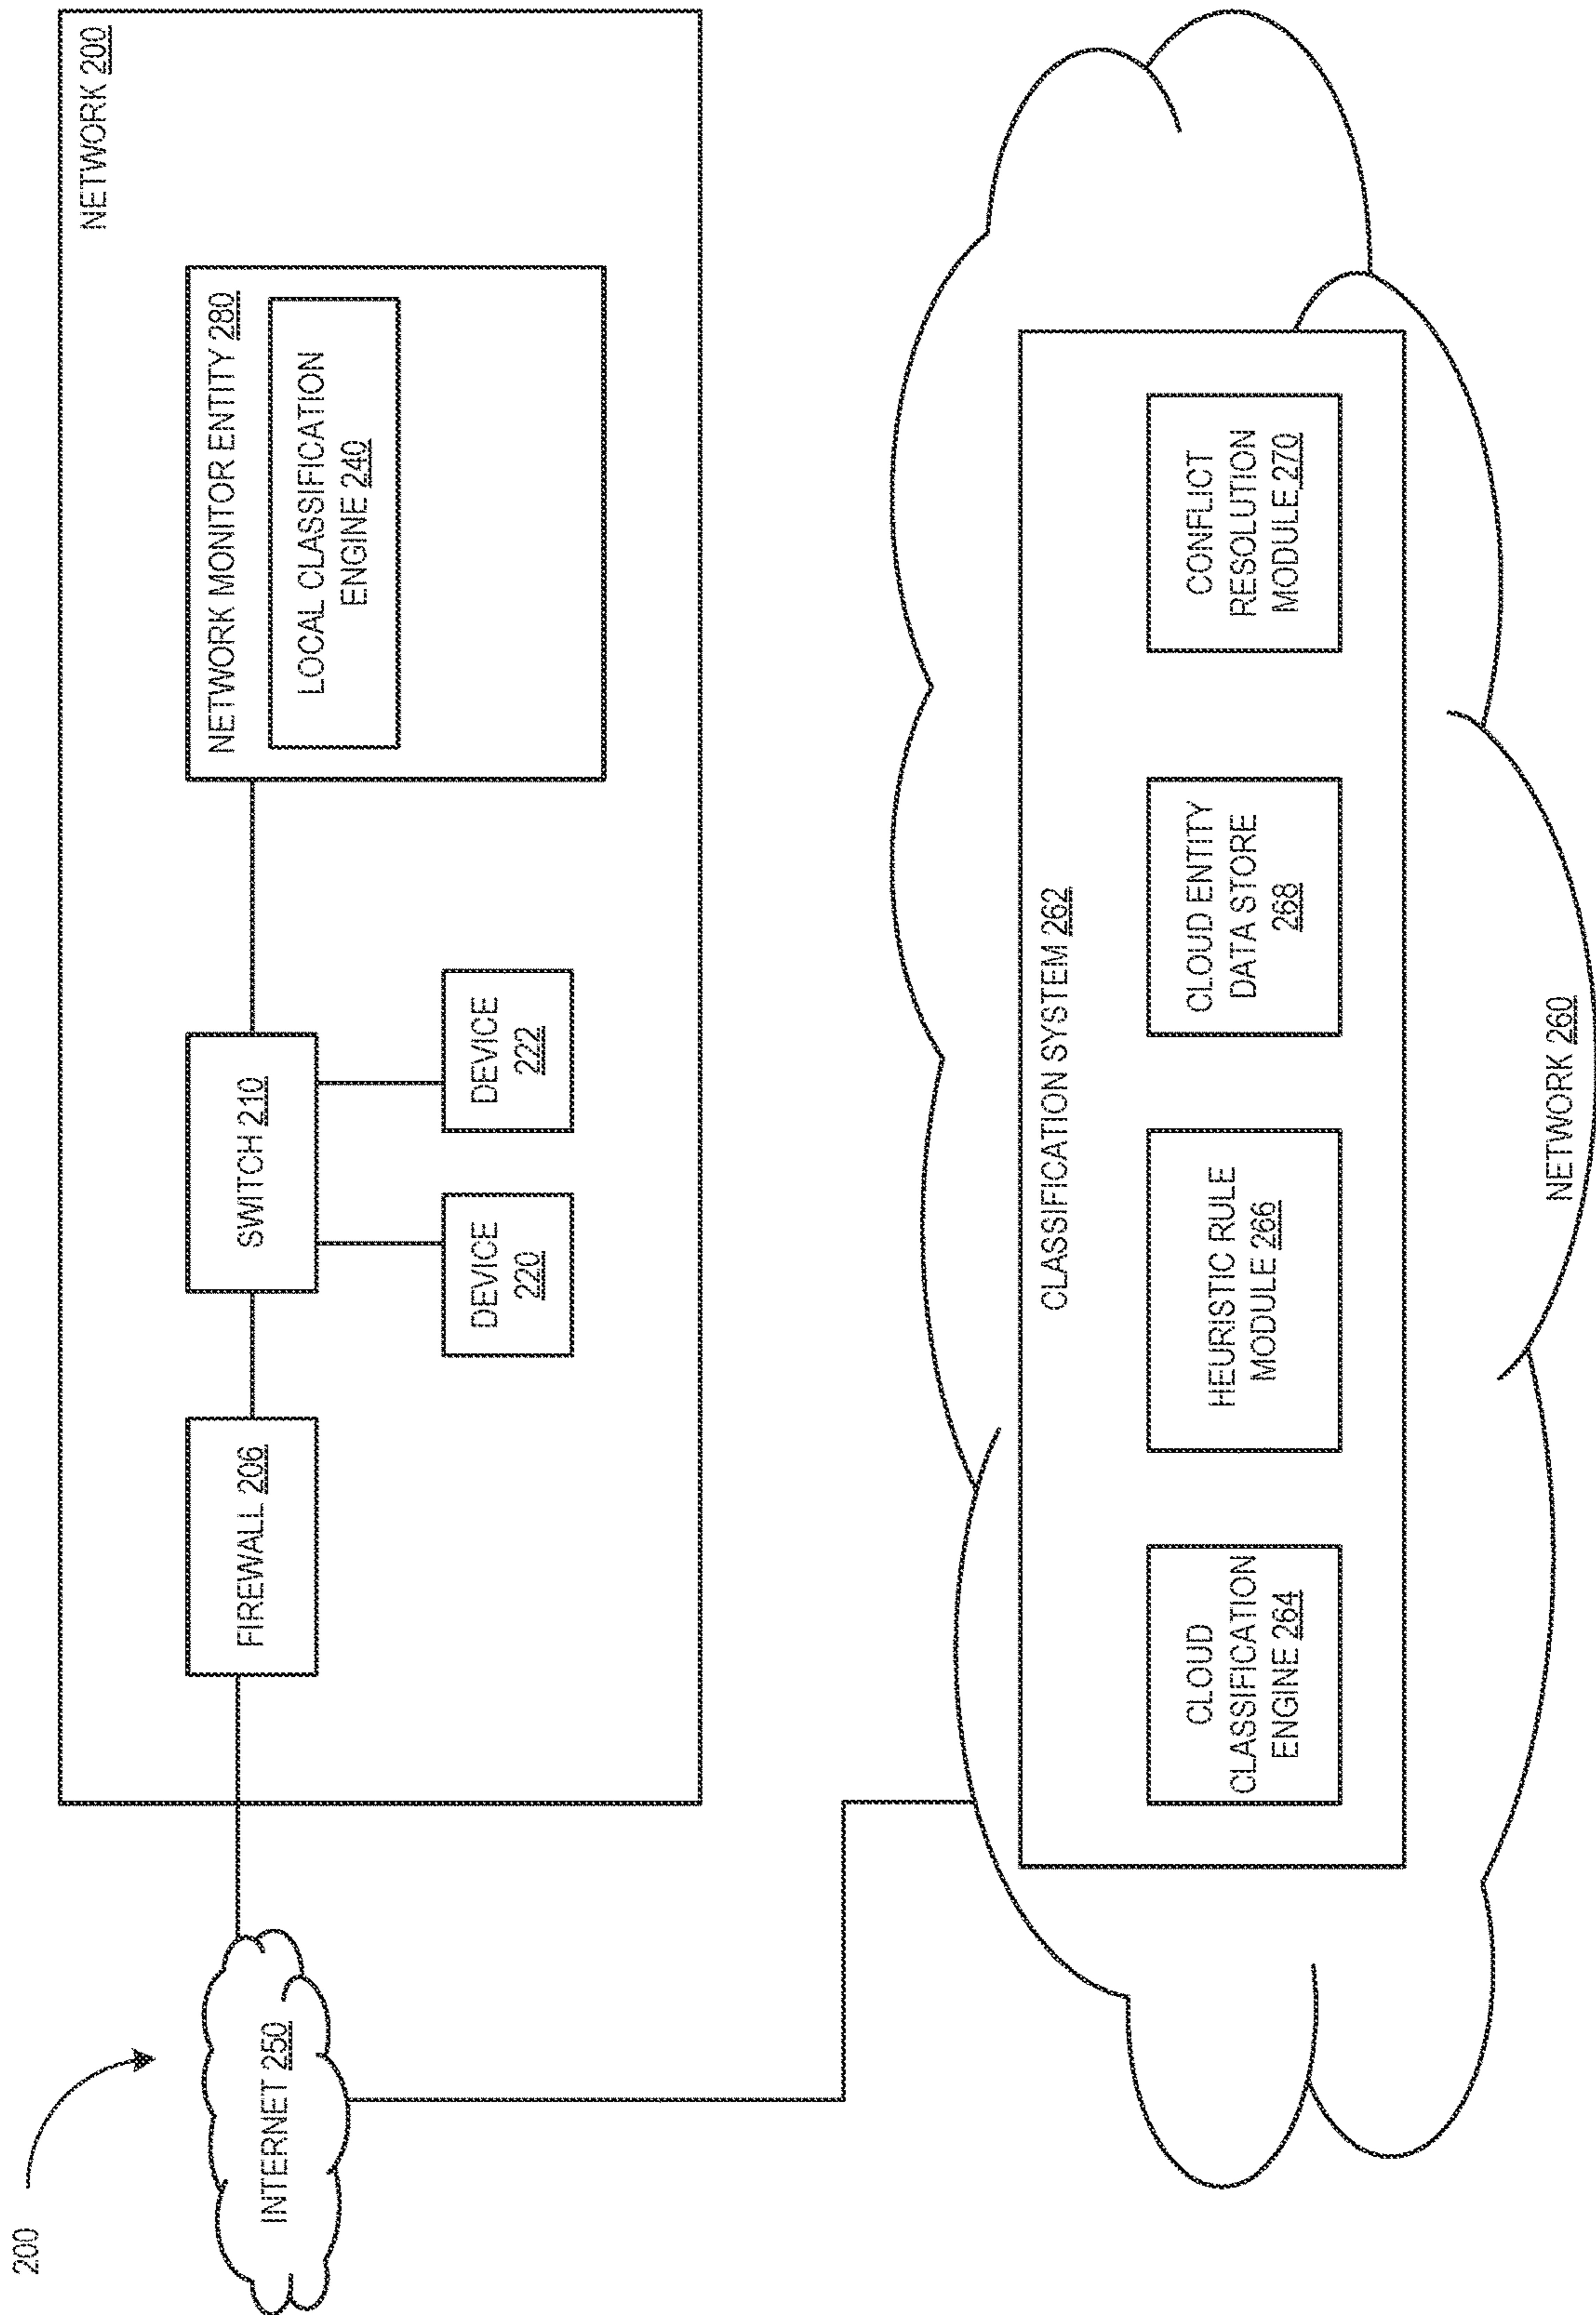 200
INTERNET 250
NETWORK 200
FIREWALL 206
SWITCH 210
DEVICE
220
DEVICE
222
NETWORK MONITOR ENTITY 280
LOCAL CLASSIFICATION
ENGINE 240
CLASSIFICATION SYSTEM 262
CLOUD
CLASSIFICATION
ENGINE 264
HEURISTIC RULE
MODULE 266
CLOUD ENTITY
DATA STORE
268
CONFLICT
RESOLUTION
MODULE 270
NETWORK 260